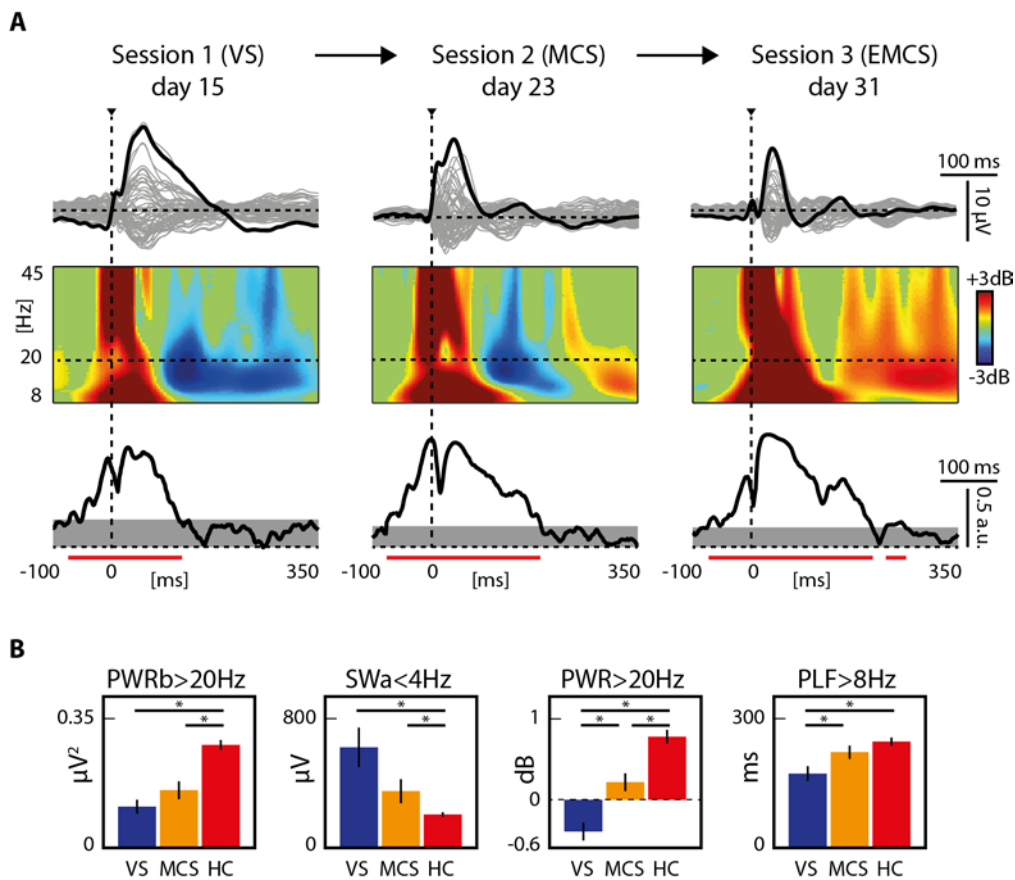 A
Session 1 (VS)
day 15
Session 2 (MCS)
day 23
Session 3 (EMCS)
day 31
100 ms
10 μV
45
[Hz]
20
8
+3dB
-3dB
100 ms
0.5 a.u.
-100 0 [ms] 350
-100 0 [ms] 350
-100 0 [ms] 350
B
PWRb>20Hz
0.35
μV²
0
* *
VS MCS HC
SWa<4Hz
800
μV
0
* *
VS MCS HC
PWR>20Hz
1
dB
0
-0.6
* * *
VS MCS HC
PLF>8Hz
300
ms
0
* *
VS MCS HC